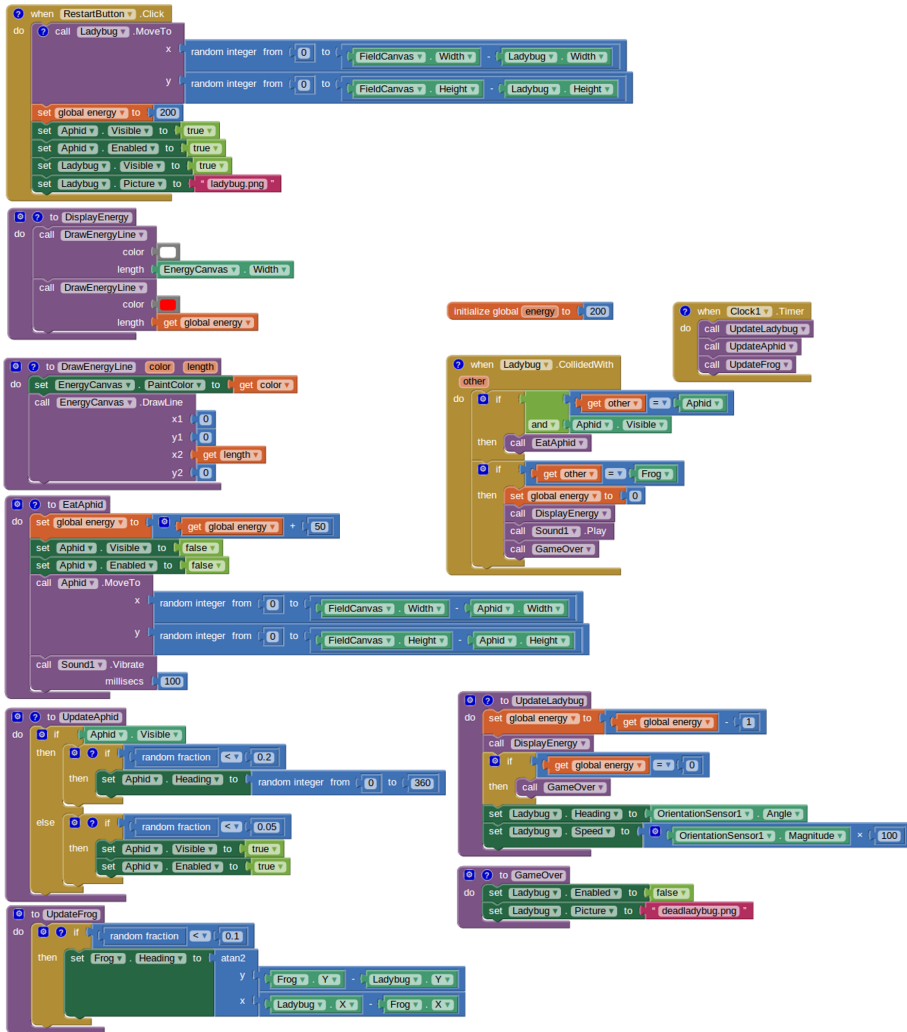 when RestartButton .Click
do call Ladybug .MoveTo
x random integer from 0 to FieldCanvas . Width - Ladybug . Width
y random integer from 0 to FieldCanvas . Height - Ladybug . Height
set global energy to 200
set Aphid . Visible to true
set Aphid . Enabled to true
set Ladybug . Visible to true
set Ladybug . Picture to " ladybug.png "
to DisplayEnergy
do call DrawEnergyLine
color
length EnergyCanvas . Width
call DrawEnergyLine
color
length get global energy
initialize global energy to 200
when Clock1 .Timer
do call UpdateLadybug
call UpdateAphid
call UpdateFrog
to DrawEnergyLine color length
do set EnergyCanvas . PaintColor to get color
call EnergyCanvas .DrawLine
x1 0
y1 0
x2 get length
y2 0
when Ladybug .CollidedWith
other
do if get other = Aphid
and Aphid . Visible
then call EatAphid
if get other = Frog
then set global energy to 0
call DisplayEnergy
call Sound1 .Play
call GameOver
to EatAphid
do set global energy to get global energy + 50
set Aphid . Visible to false
set Aphid . Enabled to false
call Aphid .MoveTo
x random integer from 0 to FieldCanvas . Width - Aphid . Width
y random integer from 0 to FieldCanvas . Height - Aphid . Height
call Sound1 .Vibrate
millisecs 100
to UpdateAphid
do if Aphid . Visible
then if random fraction < 0.2
then set Aphid . Heading to random integer from 0 to 360
else if random fraction < 0.05
then set Aphid . Visible to true
set Aphid . Enabled to true
to UpdateLadybug
do set global energy to get global energy - 1
call DisplayEnergy
if get global energy = 0
then call GameOver
set Ladybug . Heading to OrientationSensor1 . Angle
set Ladybug . Speed to OrientationSensor1 . Magnitude × 100
to GameOver
do set Ladybug . Enabled to false
set Ladybug . Picture to " deadladybug.png "
to UpdateFrog
do if random fraction < 0.1
then set Frog . Heading to atan2
y Frog . Y - Ladybug . Y
x Ladybug . X - Frog . X